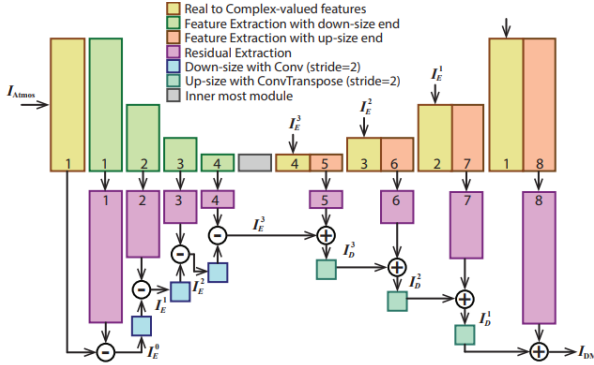 Real to Complex-valued features
Feature Extraction with down-size end
Feature Extraction with up-size end
Residual Extraction
Down-size with Conv (stride=2)
Up-size with ConvTranspose (stride=2)
Inner most module
I_Atmos
I_E^3
I_E^2
I_E^1
1 1 2 3 4 4 5 3 6 2 7 1 8
1 2 3 4 5 6 7 8
- - - - + + + +
I_E^0
I_E^1
I_E^2
I_E^3
I_D^3
I_D^2
I_D^1
I_DM